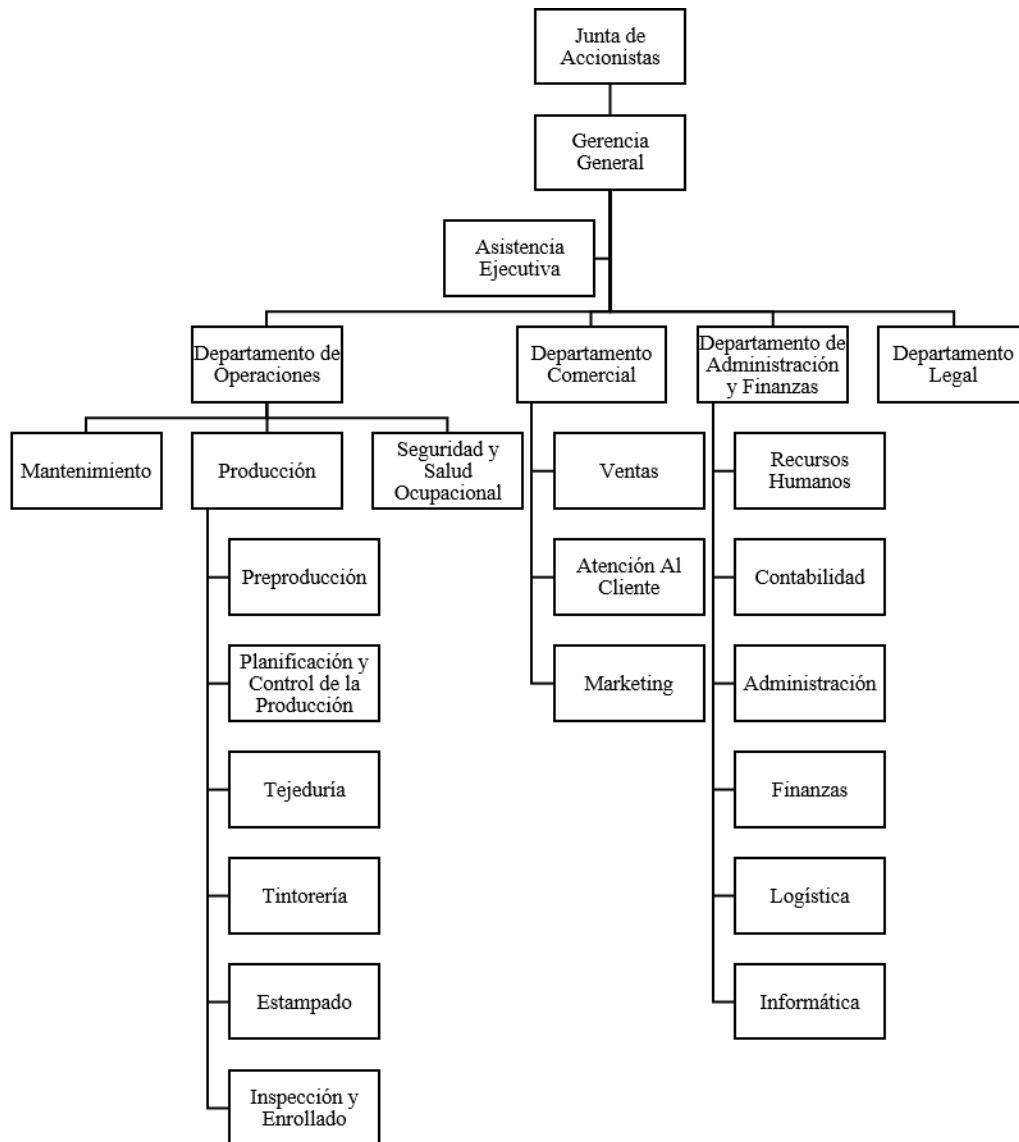 Junta de
Accionistas
Gerencia
General
Asistencia
Ejecutiva
Departamento de
Operaciones
Departamento
Comercial
Departamento de
Administración
y Finanzas
Departamento
Legal
Mantenimiento
Producción
Seguridad y
Salud
Ocupacional
Preproducción
Planificación y
Control de la
Producción
Tejeduría
Tintorería
Estampado
Inspección y
Enrollado
Ventas
Atención Al
Cliente
Marketing
Recursos
Humanos
Contabilidad
Administración
Finanzas
Logística
Informática